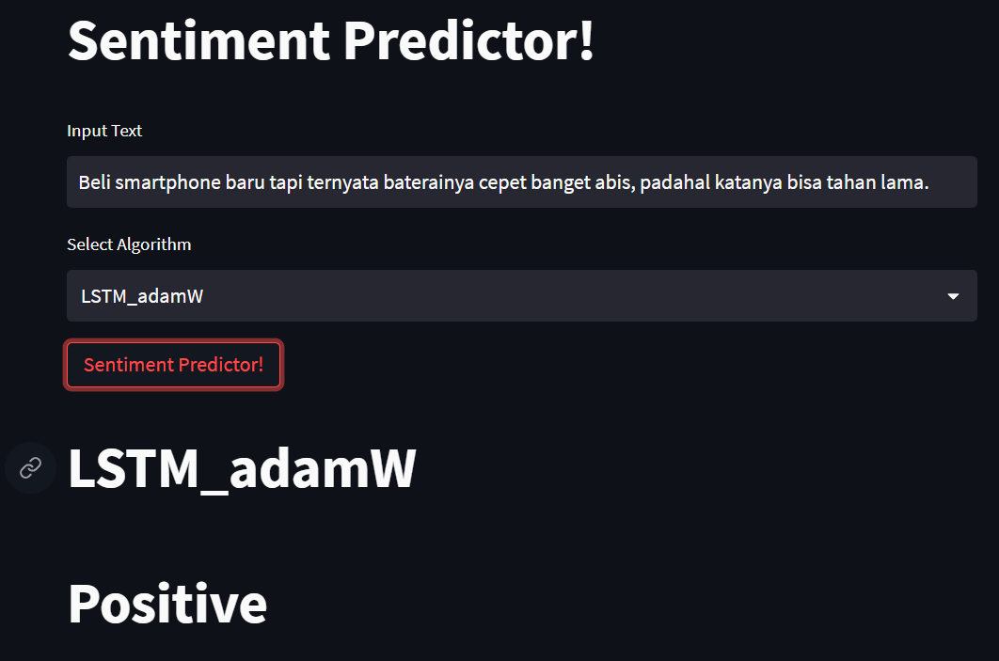 Sentiment Predictor!
Input Text
Beli smartphone baru tapi ternyata baterainya cepet banget abis, padahal katanya bisa tahan lama.
Select Algorithm
LSTM_adamW
Sentiment Predictor!
LSTM_adamW
Positive